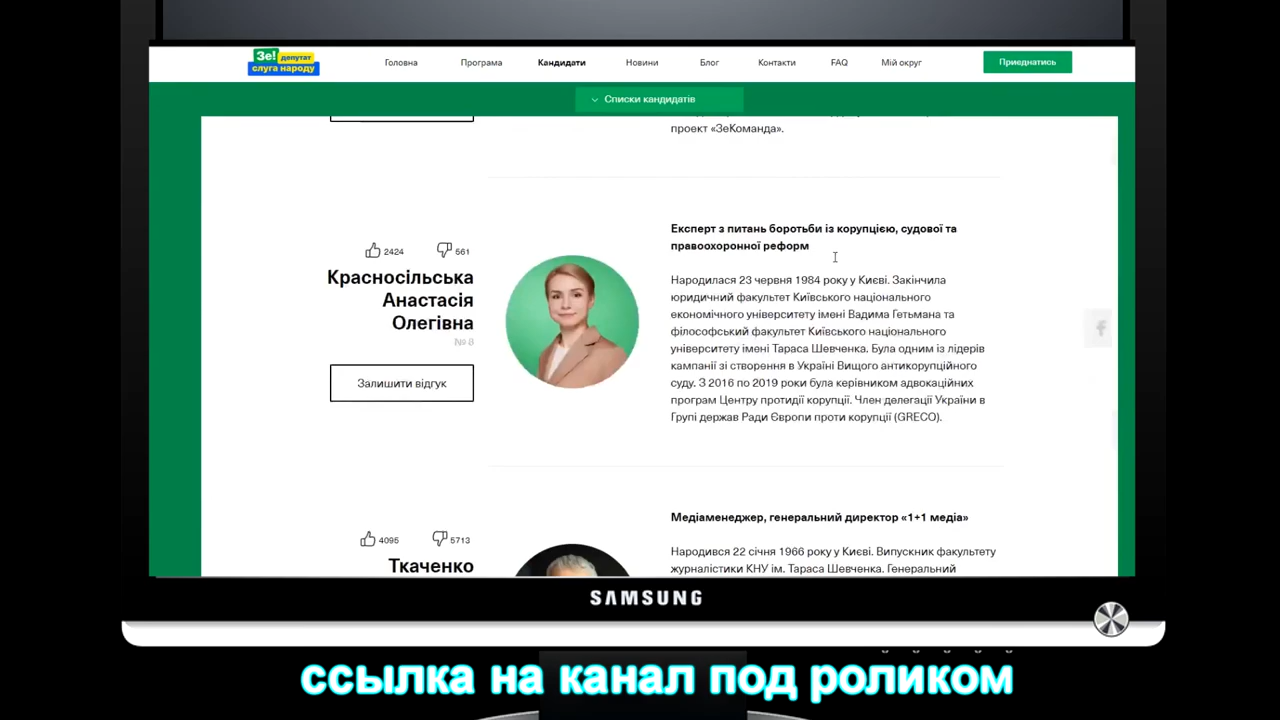 Зе! депутат
слуга народу
Головна
Програма
Кандидати
Новини
Блог
Контакти
FAQ
Мій округ
Приєднатись
Списки кандидатів
проект «ЗеКоманда».
2424
561
Красносільська
Анастасія
Олегівна
№ 8
Залишити відгук
Експерт з питань боротьби із корупцією, судової та
правоохоронної реформ
Народилася 23 червня 1984 року у Києві. Закінчила
юридичний факультет Київського національного
економічного університету імені Вадима Гетьмана та
філософський факультет Київського національного
університету імені Тараса Шевченка. Була одним із лідерів
кампанії зі створення в Україні Вищого антикорупційного
суду. З 2016 по 2019 роки була керівником адвокаційних
програм Центру протидії корупції. Член делегації України в
Групі держав Ради Європи проти корупції (GRECO).
4095
5713
Ткаченко
Медіаменеджер, генеральний директор «1+1 медіа»
Народився 22 січня 1966 року у Києві. Випускник факультету
журналістики КНУ ім. Тараса Шевченка. Генеральний
SAMSUNG
ссылка на канал под роликом